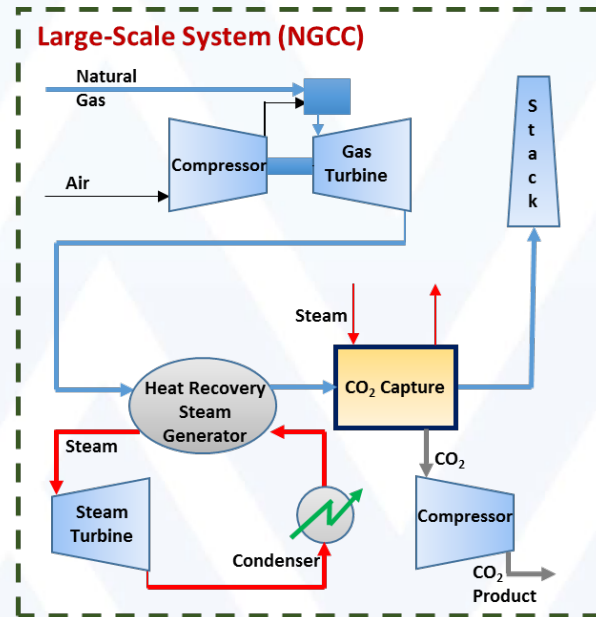 Large-Scale System (NGCC)
Natural
Gas
Compressor
Gas
Turbine
Air
Stack
Steam
Heat Recovery
Steam
Generator
CO₂ Capture
Steam
CO₂
Steam
Turbine
Condenser
Compressor
CO₂
Product